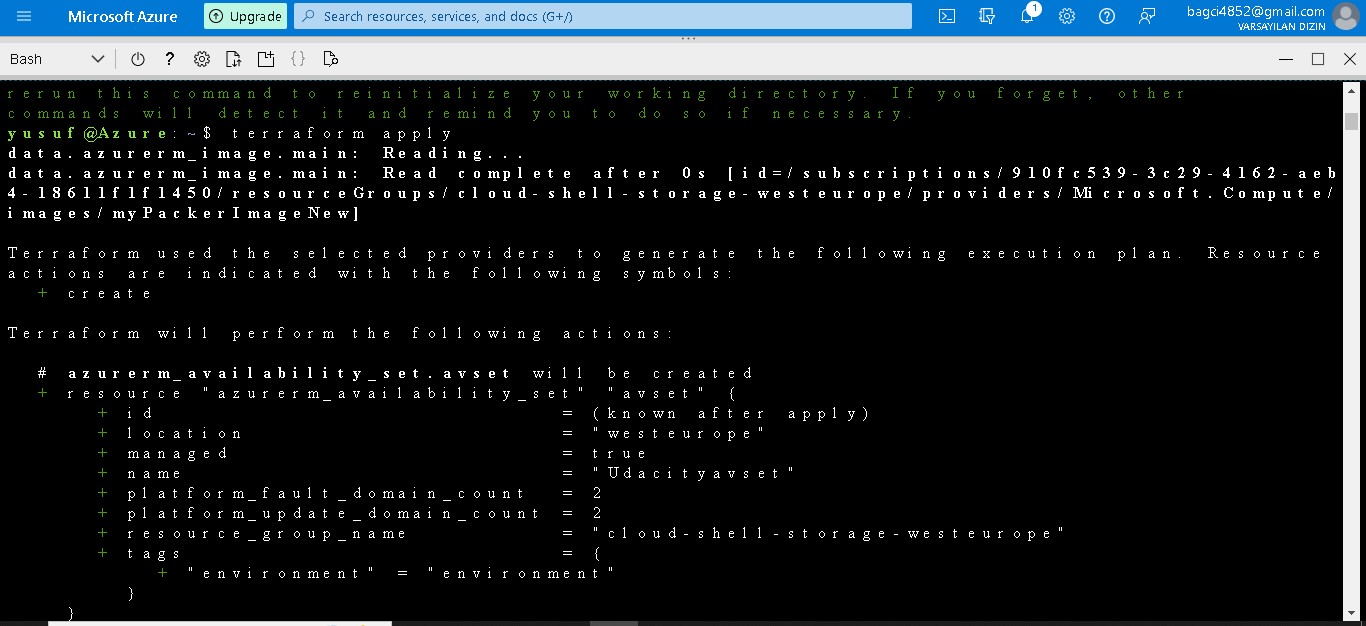 Microsoft Azure
Upgrade
Search resources, services, and docs (G+/)
1
bagci4852@gmail.com
VARSAYILAN DIZIN
Bash
rerun this command to reinitialize your working directory. If you forget, other
commands will detect it and remind you to do so if necessary.
yusuf@Azure:~$ terraform apply
data.azurerm_image.main: Reading...
data.azurerm_image.main: Read complete after 0s [id=/subscriptions/910fc539-3c29-4162-aeb
4-18611f1f1450/resourceGroups/cloud-shell-storage-westeurope/providers/Microsoft.Compute/
images/myPackerImageNew]
Terraform used the selected providers to generate the following execution plan. Resource
actions are indicated with the following symbols:
+ create
Terraform will perform the following actions:
# azurerm_availability_set.avset will be created
+ resource "azurerm_availability_set" "avset" {
+ id = (known after apply)
+ location = "westeurope"
+ managed = true
+ name = "Udacityavset"
+ platform_fault_domain_count = 2
+ platform_update_domain_count = 2
+ resource_group_name = "cloud-shell-storage-westeurope"
+ tags = {
+ "environment" = "environment"
}
}